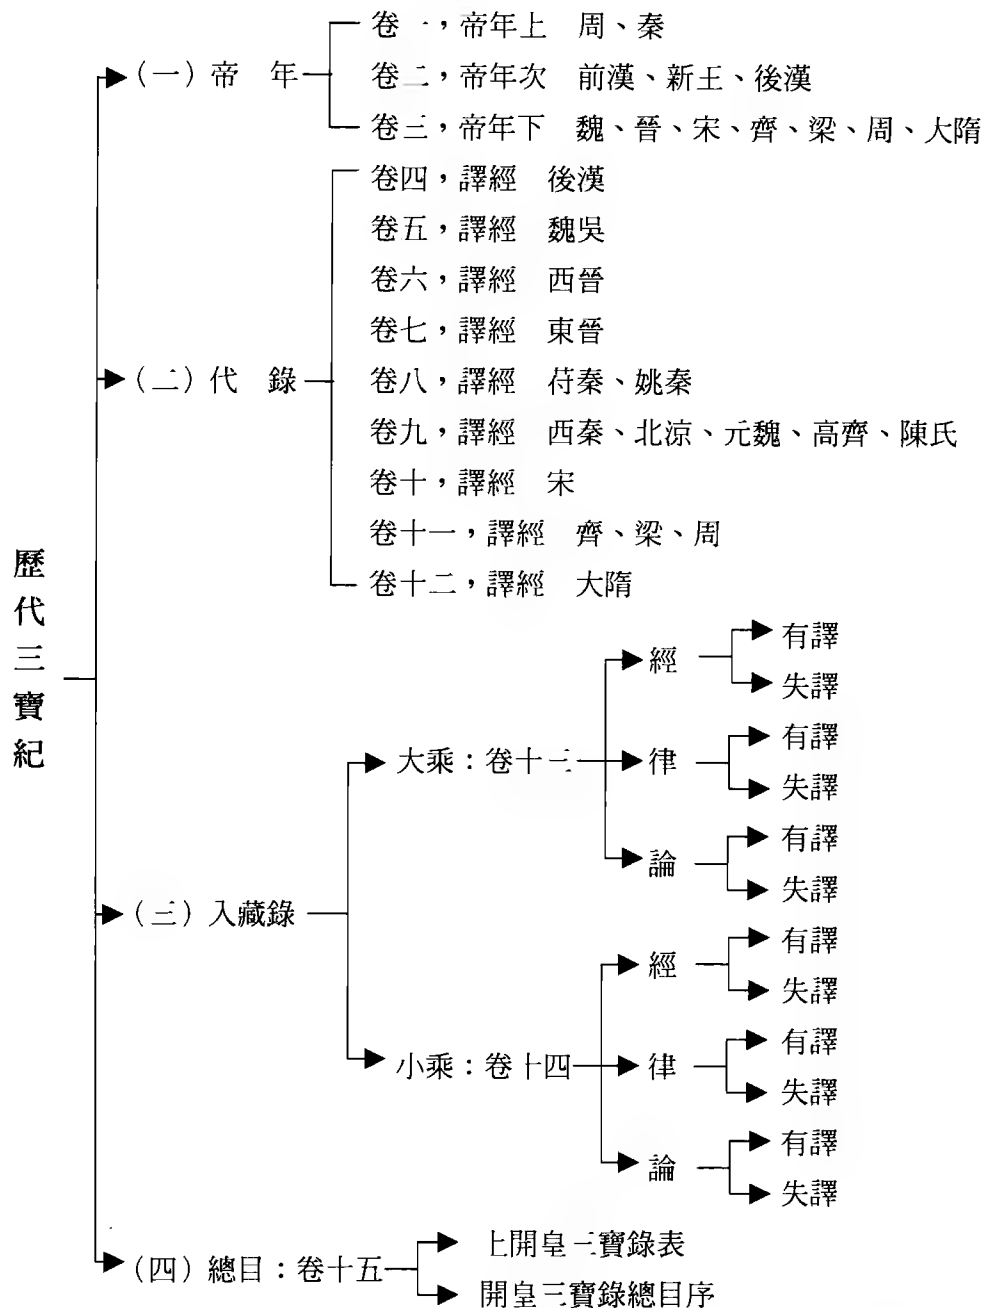 歷代三寶紀
(一)帝　年
卷一，帝年上　周、秦
卷二，帝年次　前漢、新王、後漢
卷三，帝年下　魏、晉、宋、齊、梁、周、大隋
(二)代　錄
卷四，譯經　後漢
卷五，譯經　魏吳
卷六，譯經　西晉
卷七，譯經　東晉
卷八，譯經　苻秦、姚秦
卷九，譯經　西秦、北涼、元魏、高齊、陳氏
卷十，譯經　宋
卷十一，譯經　齊、梁、周
卷十二，譯經　大隋
(三)入藏錄
大乘：卷十三
經
有譯
失譯
律
有譯
失譯
論
有譯
失譯
小乘：卷十四
經
有譯
失譯
律
有譯
失譯
論
有譯
失譯
(四)總目：卷十五
上開皇三寶錄表
開皇三寶錄總目序